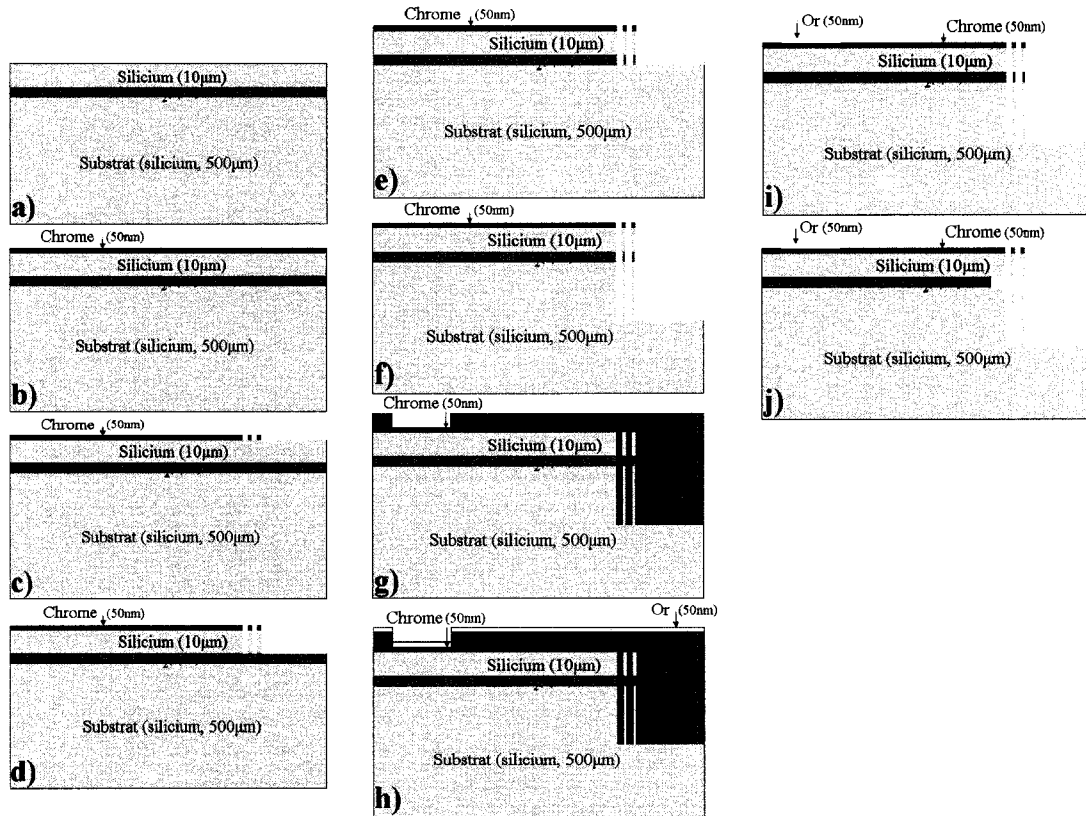 Silicium (10µm)
Substrat (silicium, 500µm)
a)
Chrome (50nm)
Silicium (10µm)
Substrat (silicium, 500µm)
b)
Chrome (50nm)
Silicium (10µm)
Substrat (silicium, 500µm)
c)
Chrome (50nm)
Silicium (10µm)
Substrat (silicium, 500µm)
d)
Chrome (50nm)
Silicium (10µm)
Substrat (silicium, 500µm)
e)
Chrome (50nm)
Silicium (10µm)
Substrat (silicium, 500µm)
f)
Chrome (50nm)
Silicium (10µm)
Substrat (silicium, 500µm)
g)
Chrome (50nm)
Or (50nm)
Silicium (10µm)
Substrat (silicium, 500µm)
h)
Or (50nm)
Chrome (50nm)
Silicium (10µm)
Substrat (silicium, 500µm)
i)
Or (50nm)
Chrome (50nm)
Silicium (10µm)
Substrat (silicium, 500µm)
j)